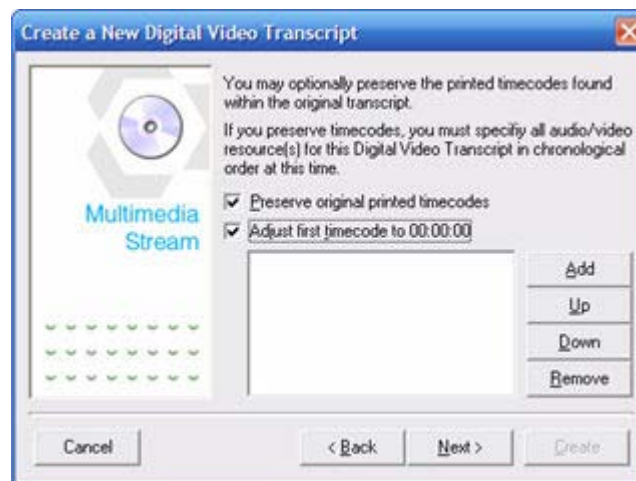 Create a New Digital Video Transcript
You may optionally preserve the printed timecodes found
within the original transcript.
If you preserve timecodes, you must specifiy all audio/video
resource(s) for this Digital Video Transcript in chronological
order at this time.
Preserve original printed timecodes
Adjust first timecode to 00:00:00
Multimedia
Stream
Add
Up
Down
Remove
Cancel
< Back
Next >
Create